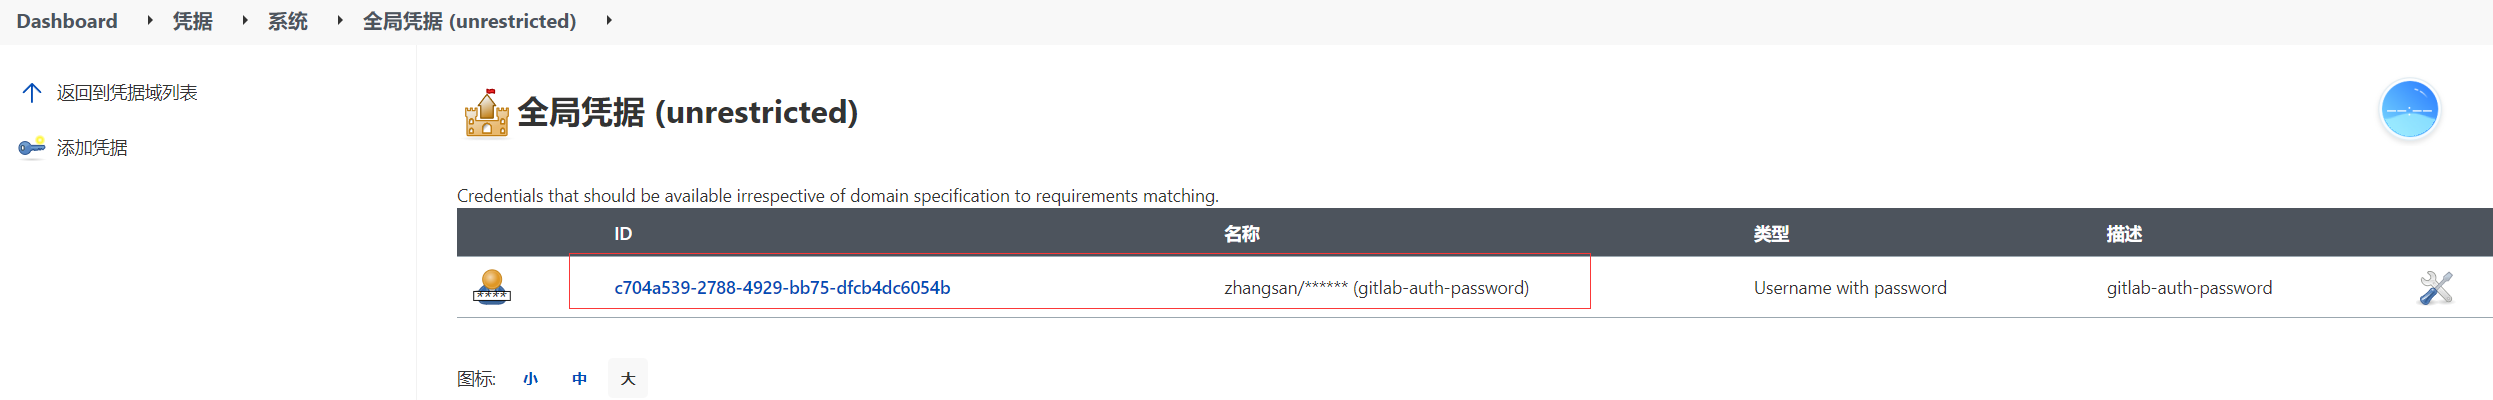 Dashboard 凭据 系统 全局凭据 (unrestricted)
返回到凭据域列表
添加凭据
全局凭据 (unrestricted)
Credentials that should be available irrespective of domain specification to requirements matching.
ID 名称 类型 描述
**** c704a539-2788-4929-bb75-dfcb4dc6054b zhangsan/****** (gitlab-auth-password) Username with password gitlab-auth-password
图标: 小 中 大